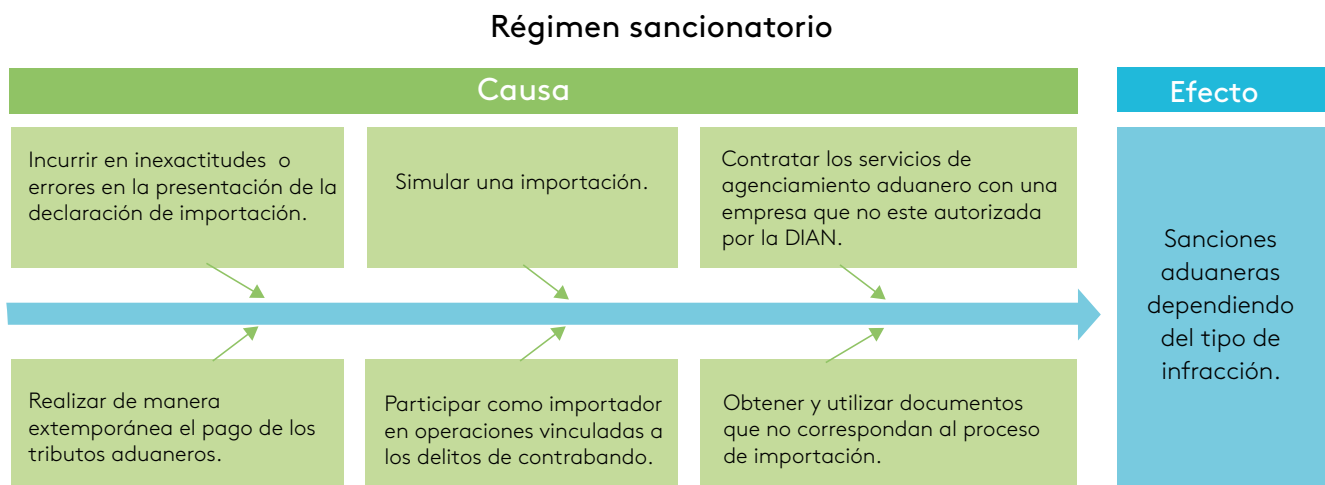 Régimen sancionatorio
Causa
Efecto
Incurrir en inexactitudes o
errores en la presentación de la
declaración de importación.
Simular una importación.
Contratar los servicios de
agenciamiento aduanero con una
empresa que no este autorizada
por la DIAN.
Realizar de manera
extemporánea el pago de los
tributos aduaneros.
Participar como importador
en operaciones vinculadas a
los delitos de contrabando.
Obtener y utilizar documentos
que no correspondan al proceso
de importación.
Sanciones
aduaneras
dependiendo
del tipo de
infracción.